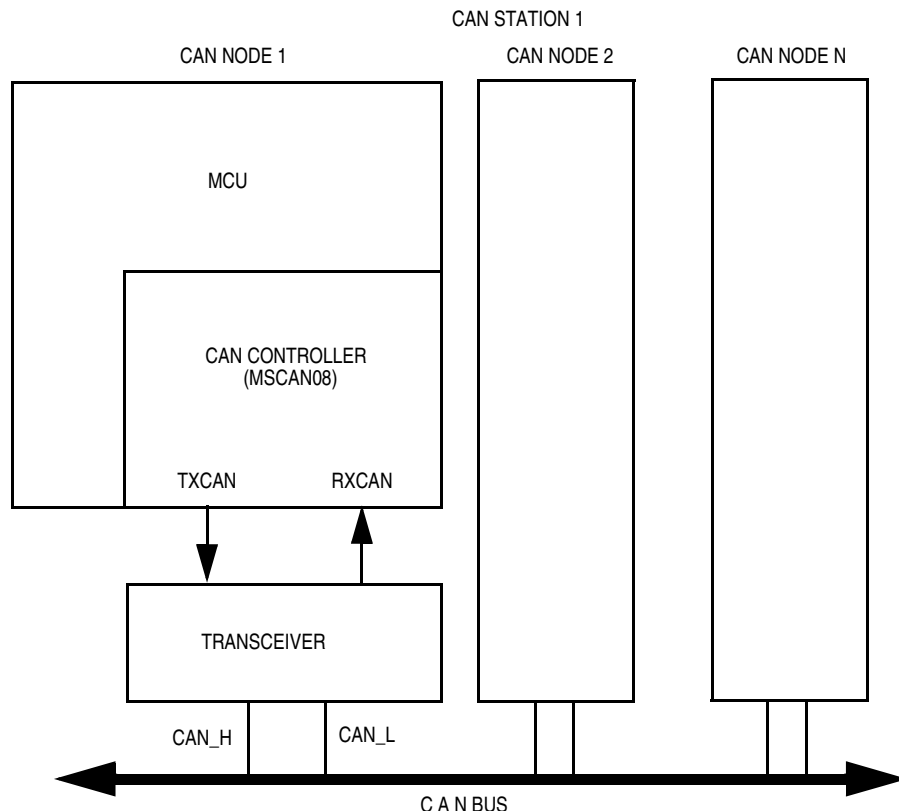 CAN STATION 1
CAN NODE 1
CAN NODE 2
CAN NODE N
MCU
CAN CONTROLLER
(MSCAN08)
TXCAN
RXCAN
TRANSCEIVER
CAN_H
CAN_L
C A N BUS